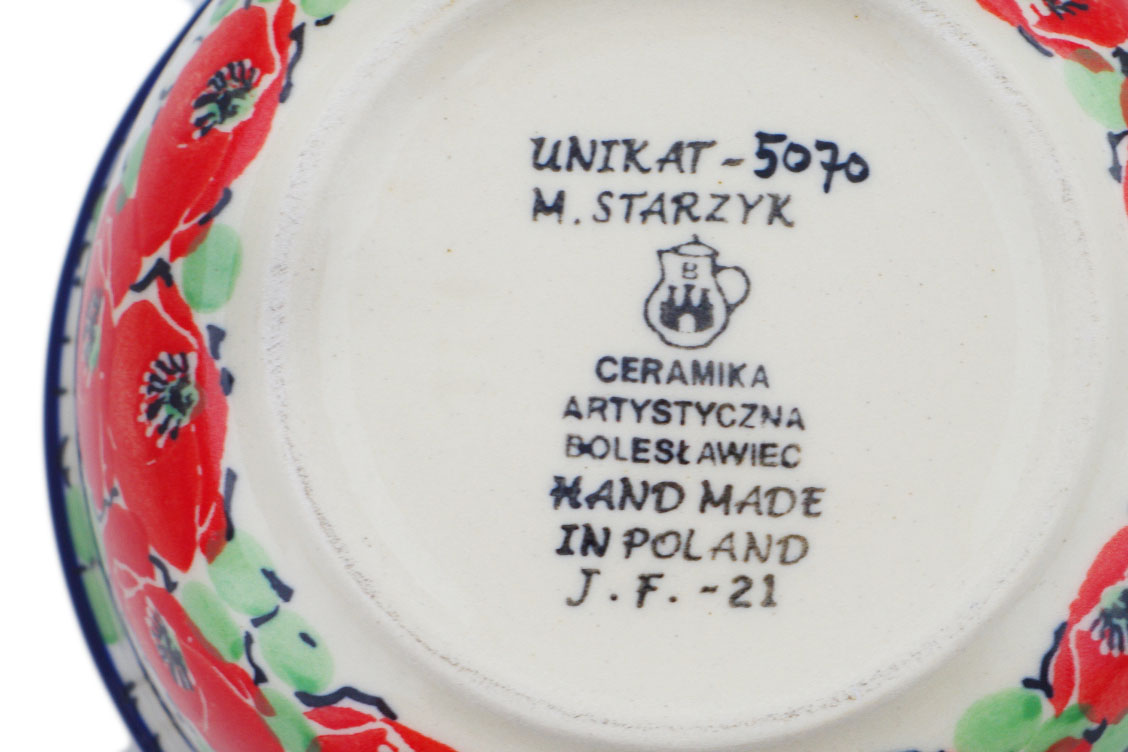 UNIKAT-5070
M. STARZYK
B
CERAMIKA
ARTYSTYCZNA
BOLESŁAWIEC
HAND MADE
IN POLAND
J.F.-21